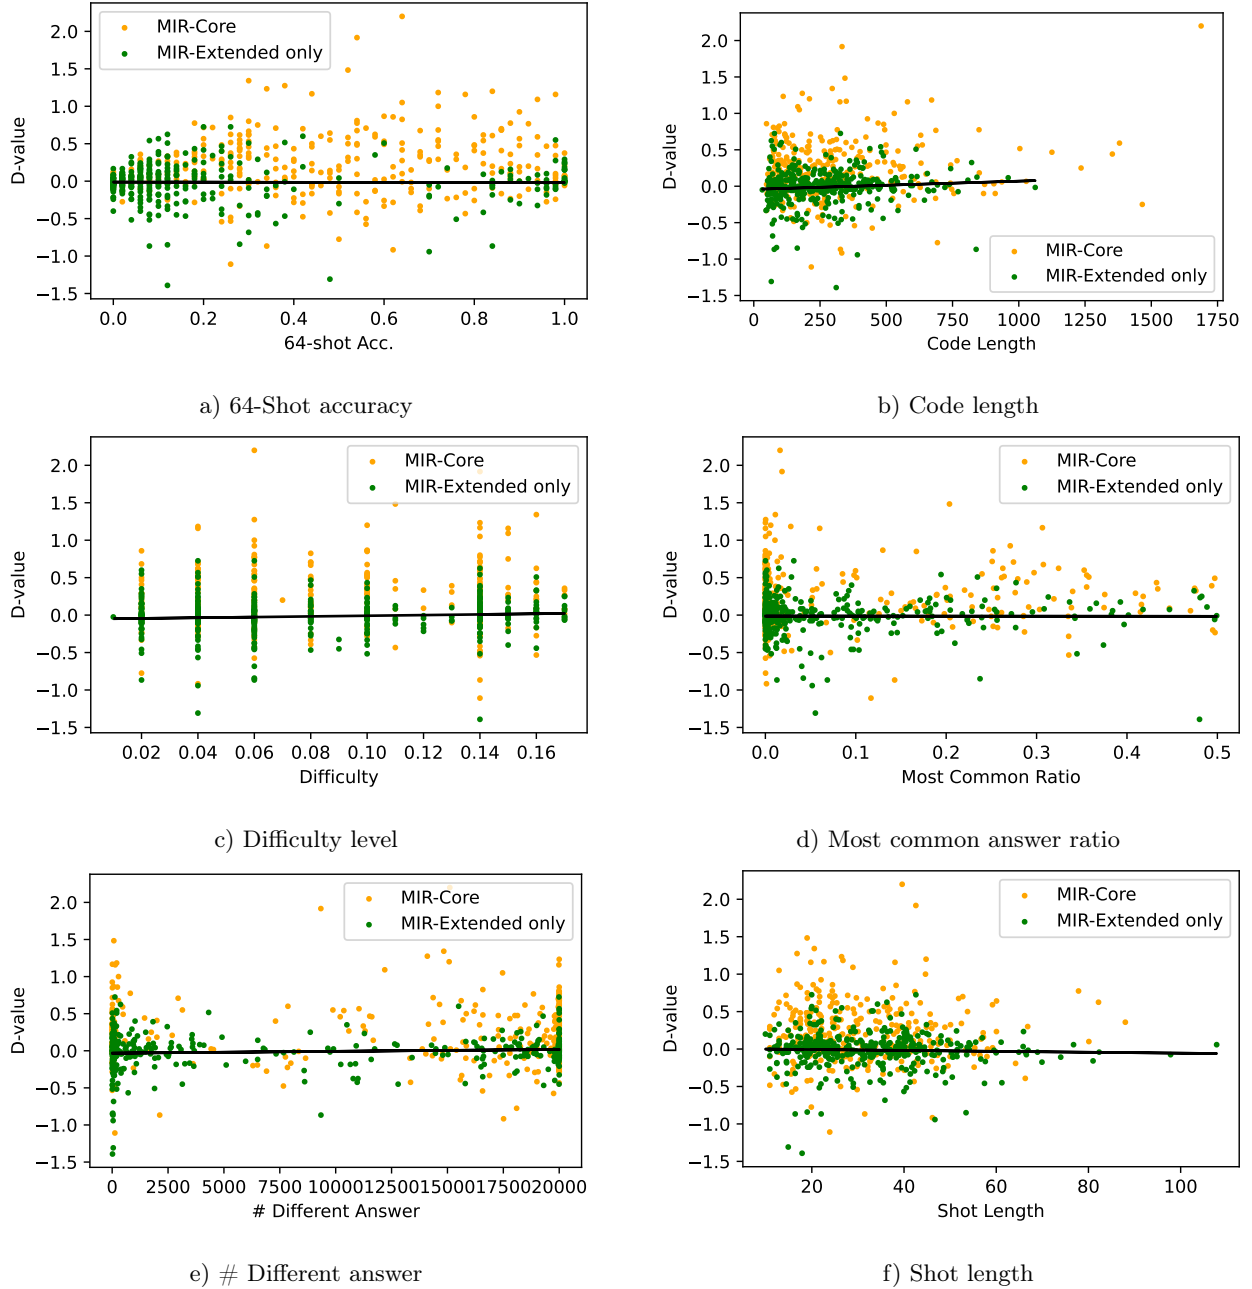 MIR-Core
MIR-Extended only
D-value
2.0
1.5
1.0
0.5
0.0
−0.5
−1.0
−1.5
0.0 0.2 0.4 0.6 0.8 1.0
64-shot Acc.
a) 64-Shot accuracy
D-value
2.0
1.5
1.0
0.5
0.0
−0.5
−1.0
−1.5
MIR-Core
MIR-Extended only
0 250 500 750 1000 1250 1500 1750
Code Length
b) Code length
MIR-Core
MIR-Extended only
D-value
2.0
1.5
1.0
0.5
0.0
−0.5
−1.0
−1.5
0.02 0.04 0.06 0.08 0.10 0.12 0.14 0.16
Difficulty
c) Difficulty level
MIR-Core
MIR-Extended only
D-value
2.0
1.5
1.0
0.5
0.0
−0.5
−1.0
−1.5
0.0 0.1 0.2 0.3 0.4 0.5
Most Common Ratio
d) Most common answer ratio
MIR-Core
MIR-Extended only
D-value
2.0
1.5
1.0
0.5
0.0
−0.5
−1.0
−1.5
0 2500 5000 7500 10000 12500 15000 17500 20000
# Different Answer
e) # Different answer
MIR-Core
MIR-Extended only
D-value
2.0
1.5
1.0
0.5
0.0
−0.5
−1.0
−1.5
20 40 60 80 100
Shot Length
f) Shot length